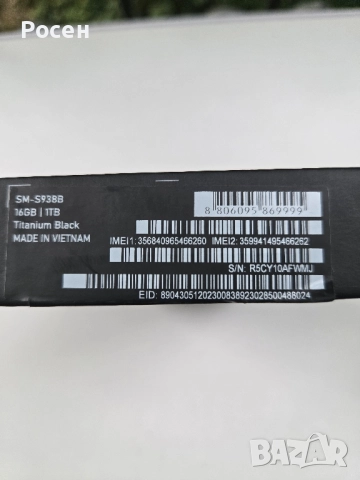 Росен
SM-S938B
16GB | 1TB
Titanium Black
MADE IN VIETNAM
8 806095 869999
IMEI1: 356840965466260 IMEI2: 359941495466262
S/N: R5CY10AFWMJ
EID: 89043051202300838923028500488024
BAZAR